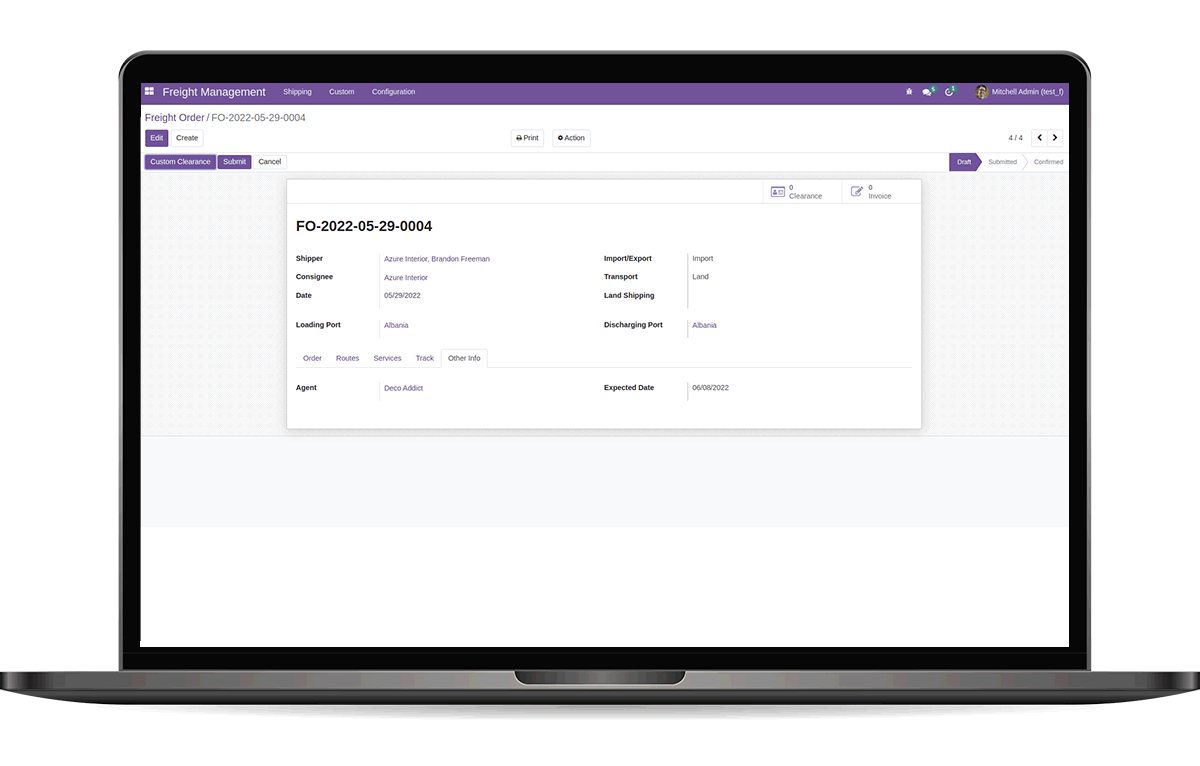 Freight Management Shipping Custom Configuration 5 1 Mitchell Admin (test_f)
Freight Order / FO-2022-05-29-0004
Edit Create Print Action 4 / 4
Custom Clearance Submit Cancel Draft Submitted Confirmed
0 Clearance 0 Invoice
FO-2022-05-29-0004
Shipper Azure Interior, Brandon Freeman Import/Export Import
Consignee Azure Interior Transport Land
Date 05/29/2022 Land Shipping
Loading Port Albania Discharging Port Albania
Order Routes Services Track Other Info
Agent Deco Addict Expected Date 06/08/2022